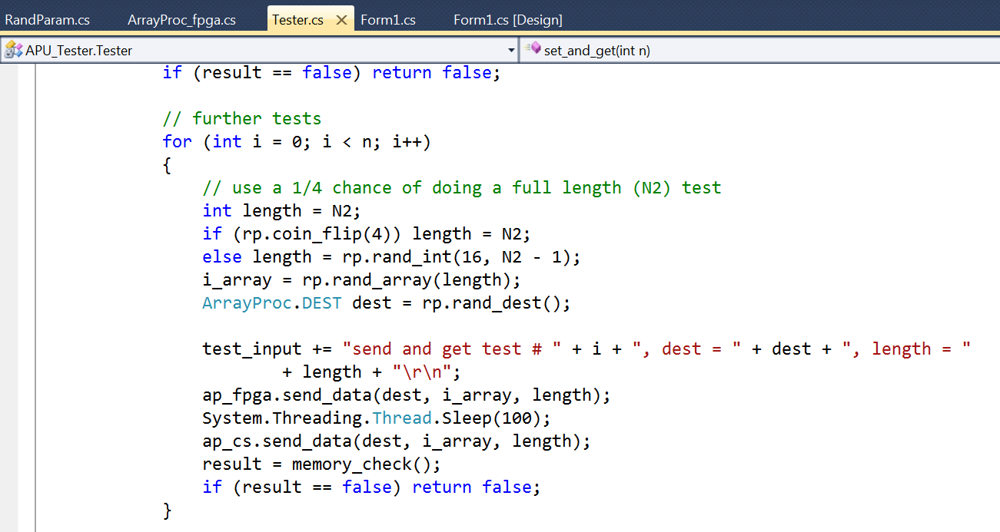 RandParam.cs ArrayProc_fpga.cs Tester.cs Form1.cs Form1.cs [Design]
APU_Tester.Tester set_and_get(int n)
if (result == false) return false;
// further tests
for (int i = 0; i < n; i++)
{
// use a 1/4 chance of doing a full length (N2) test
int length = N2;
if (rp.coin_flip(4)) length = N2;
else length = rp.rand_int(16, N2 - 1);
i_array = rp.rand_array(length);
ArrayProc.DEST dest = rp.rand_dest();
test_input += "send and get test # " + i + ", dest = " + dest + ", length = "
+ length + "\r\n";
ap_fpga.send_data(dest, i_array, length);
System.Threading.Thread.Sleep(100);
ap_cs.send_data(dest, i_array, length);
result = memory_check();
if (result == false) return false;
}